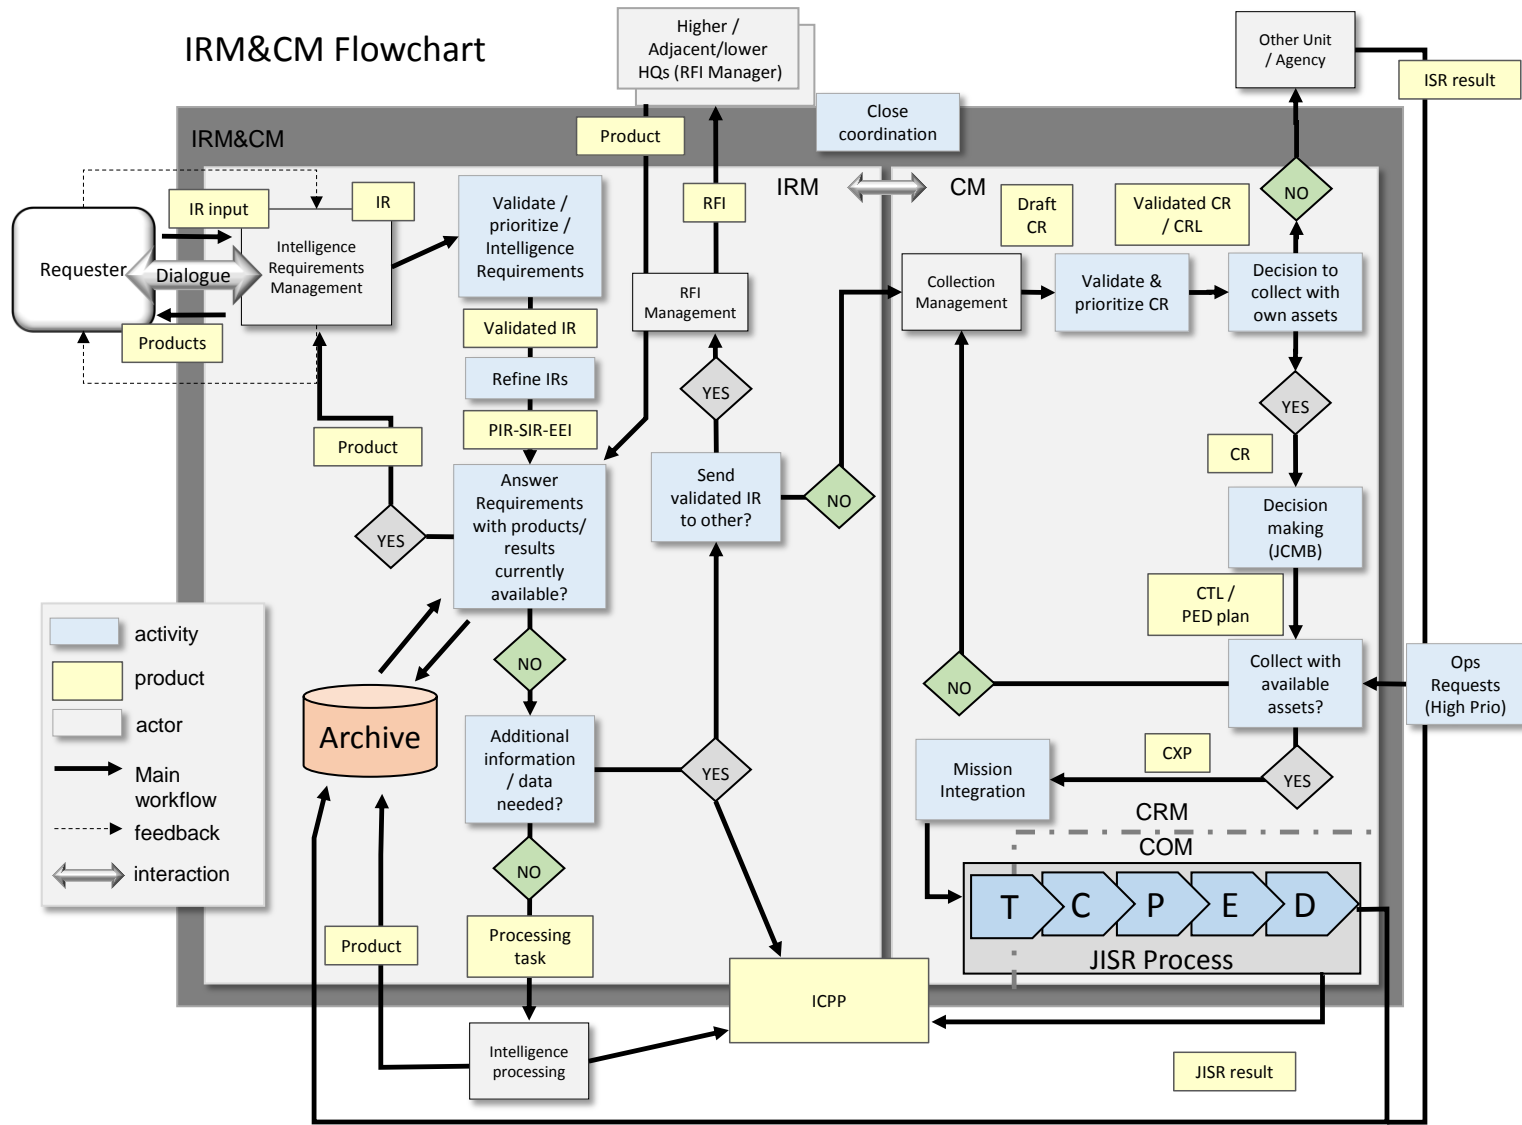 IRM&CM Flowchart
Higher /
Adjacent/lower
HQs (RFI Manager)
Other Unit
/ Agency
ISR result
Close
coordination
Product
IRM&CM
IRM
CM
IR input
IR
Requester
Dialogue
Products
Intelligence
Requirements
Management
Validate /
prioritize /
Intelligence
Requirements
RFI
Draft
CR
Validated CR
/ CRL
NO
RFI
Management
Collection
Management
Validate &
prioritize CR
Decision to
collect with
own assets
Validated IR
Refine IRs
PIR-SIR-EEI
YES
YES
Product
CR
Answer
Requirements
with products/
results
currently
available?
YES
Send
validated IR
to other?
NO
Decision
making
(JCMB)
CTL /
PED plan
activity
product
actor
Main
workflow
feedback
interaction
NO
NO
Collect with
available
assets?
Ops
Requests
(High Prio)
Archive
Additional
information
/ data
needed?
YES
Mission
Integration
CXP
YES
CRM
COM
NO
T
C
P
E
D
JISR Process
Product
Processing
task
ICPP
Intelligence
processing
JISR result